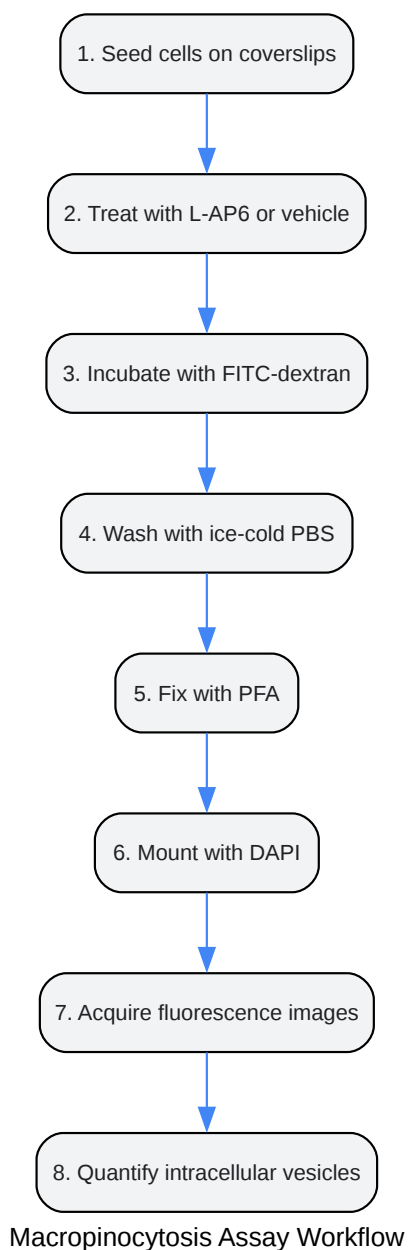 1. Seed cells on coverslips
2. Treat with L-AP6 or vehicle
3. Incubate with FITC-dextran
4. Wash with ice-cold PBS
5. Fix with PFA
6. Mount with DAPI
7. Acquire fluorescence images
8. Quantify intracellular vesicles
Macropinocytosis Assay Workflow